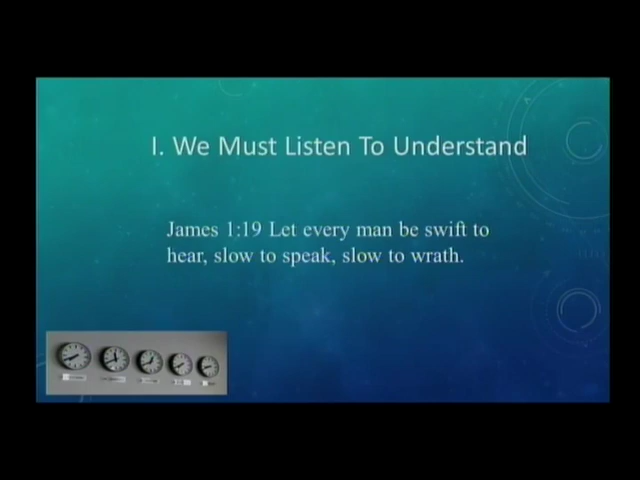 I. We Must Listen To Understand
James 1:19 Let every man be swift to
hear, slow to speak, slow to wrath.